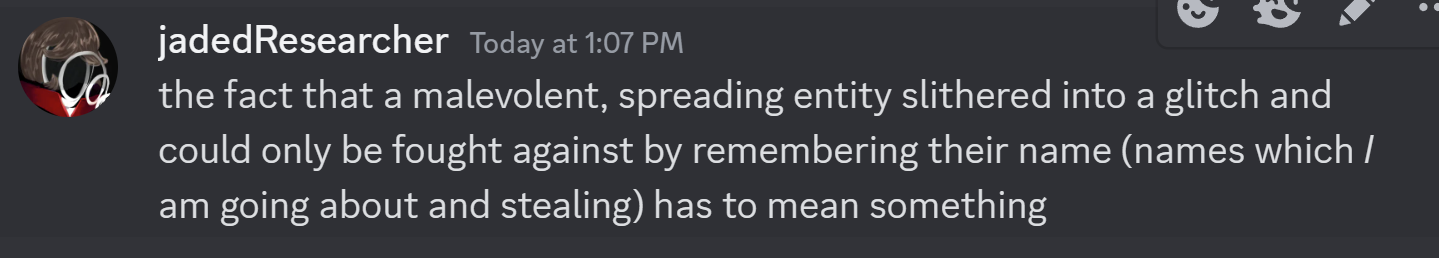 jadedResearcher Today at 1:07 PM
the fact that a malevolent, spreading entity slithered into a glitch and
could only be fought against by remembering their name (names which I
am going about and stealing) has to mean something